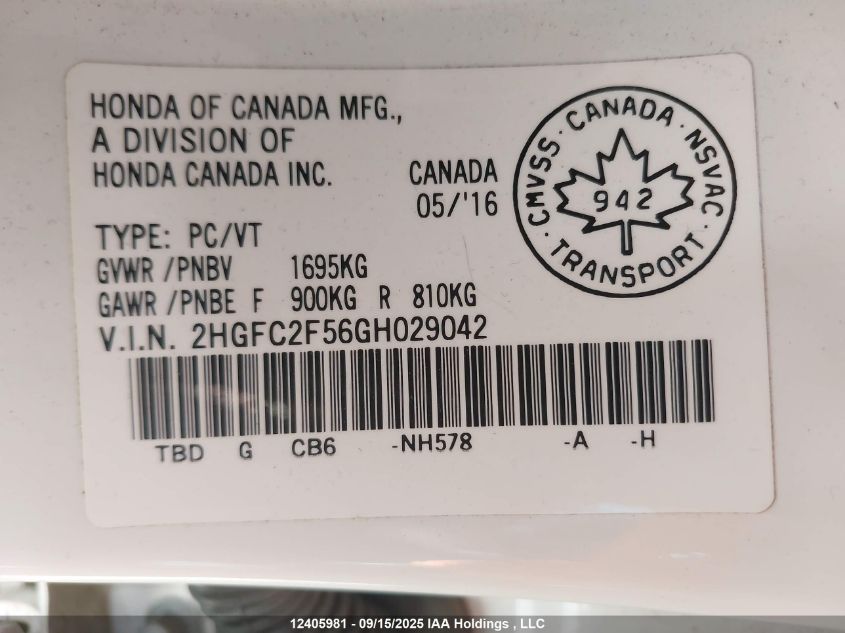 HONDA OF CANADA MFG.,
A DIVISION OF
HONDA CANADA INC.
CANADA
05/'16
CMVSS · CANADA · NSVAC · TRANSPORT ·
942
TYPE: PC/VT
GVWR /PNBV 1695KG
GAWR /PNBE F 900KG R 810KG
V.I.N. 2HGFC2F56GH029042
TBD G CB6 -NH578 -A -H
12405981 - 09/15/2025 IAA Holdings , LLC